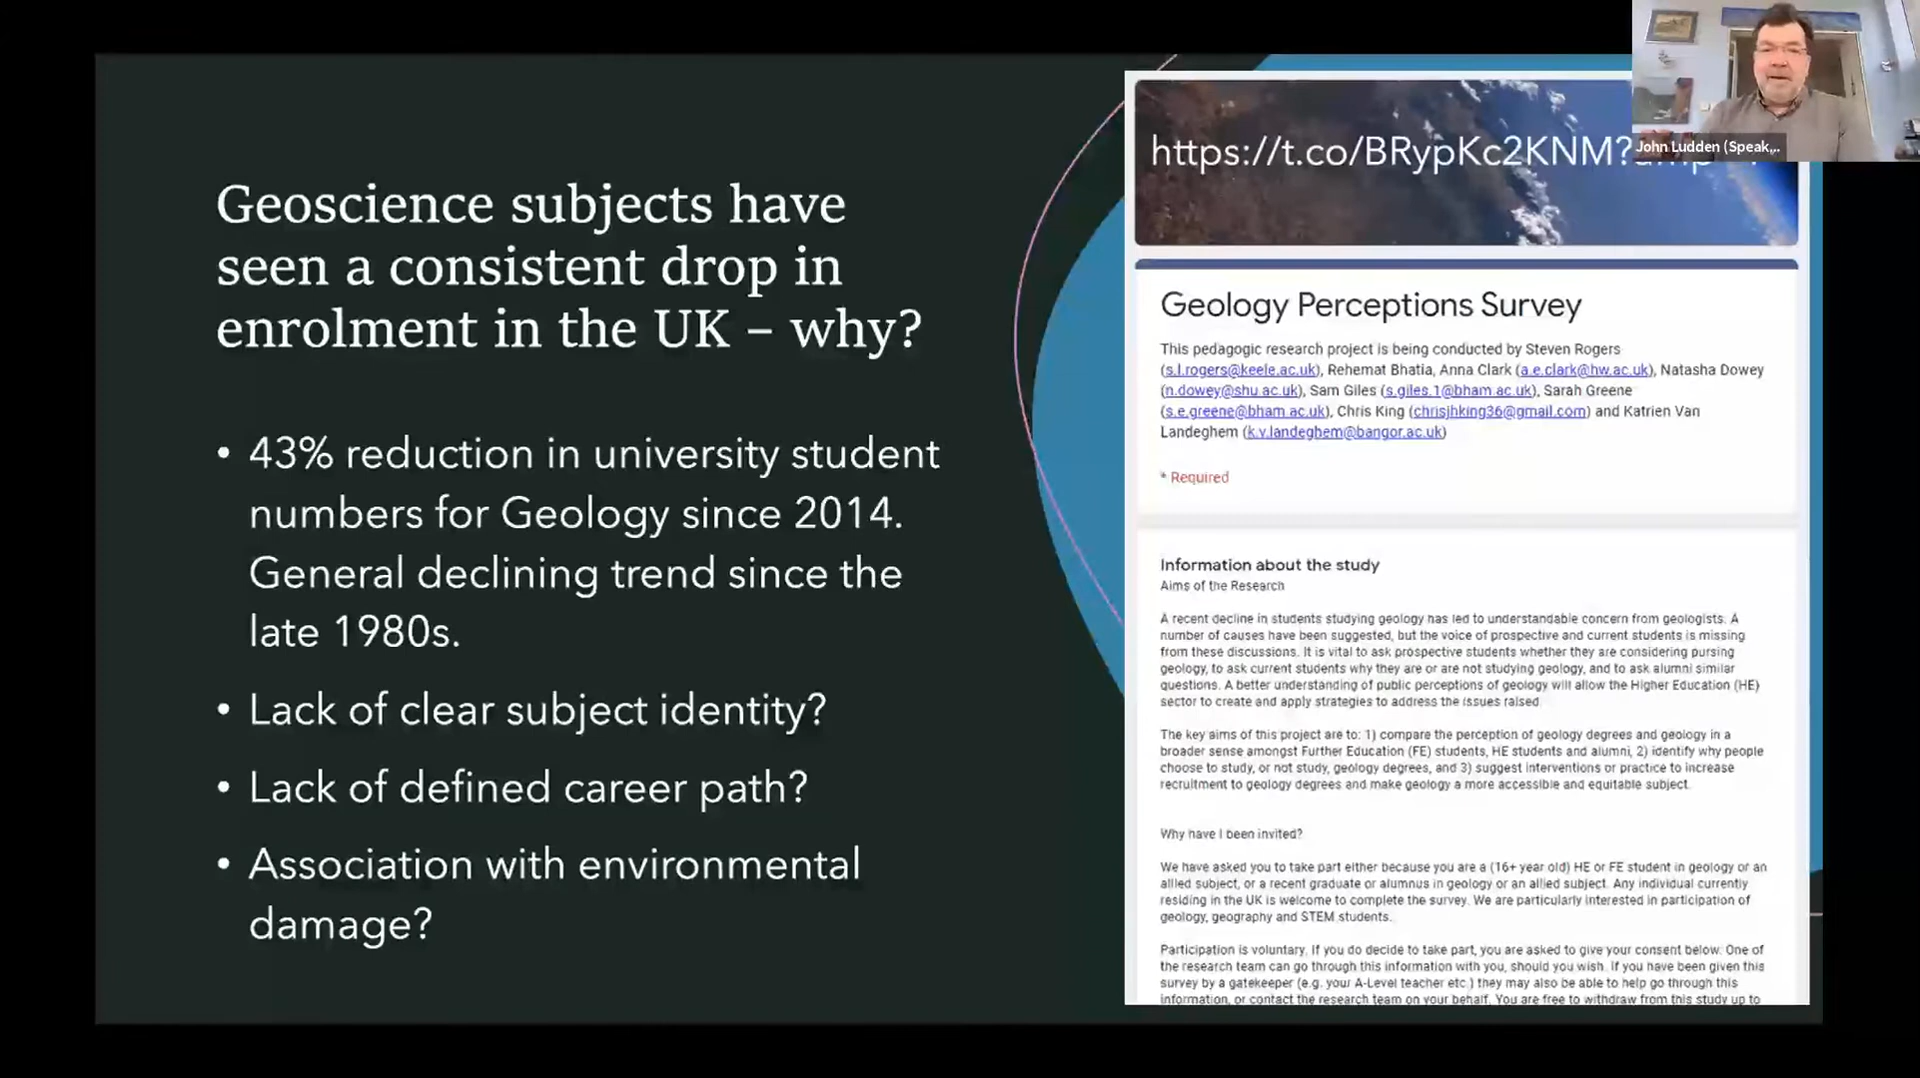 Geoscience subjects have
seen a consistent drop in
enrolment in the UK – why?
• 43% reduction in university student
numbers for Geology since 2014.
General declining trend since the
late 1980s.
• Lack of clear subject identity?
• Lack of defined career path?
• Association with environmental
damage?
https://t.co/BRypKc2KNM?
John Ludden (Speak,..
Geology Perceptions Survey
This pedagogic research project is being conducted by Steven Rogers
(s.l.rogers@keele.ac.uk), Rehemat Bhatia, Anna Clark (a.e.clark@hw.ac.uk), Natasha Dowey
(n.dowey@shu.ac.uk), Sam Giles (s.giles.1@bham.ac.uk), Sarah Greene
(s.e.greene@bham.ac.uk), Chris King (chrisjhking36@gmail.com) and Katrien Van
Landeghem (k.v.landeghem@bangor.ac.uk)
* Required
Information about the study
Aims of the Research
A recent decline in students studying geology has led to understandable concern from geologists. A
number of causes have been suggested, but the voice of prospective and current students is missing
from these discussions. It is vital to ask prospective students whether they are considering pursing
geology, to ask current students why they are or are not studying geology, and to ask alumni similar
questions. A better understanding of public perceptions of geology will allow the Higher Education (HE)
sector to create and apply strategies to address the issues raised.
The key aims of this project are to: 1) compare the perception of geology degrees and geology in a
broader sense amongst Further Education (FE) students, HE students and alumni, 2) identify why people
choose to study, or not study, geology degrees, and 3) suggest interventions or practice to increase
recruitment to geology degrees and make geology a more accessible and equitable subject.
Why have I been invited?
We have asked you to take part either because you are a (16+ year old) HE or FE student in geology or an
allied subject, or a recent graduate or alumnus in geology or an allied subject. Any individual currently
residing in the UK is welcome to complete the survey. We are particularly interested in participation of
geology, geography and STEM students.
Participation is voluntary. If you do decide to take part, you are asked to give your consent below. One of
the research team can go through this information with you, should you wish. If you have been given this
survey by a gatekeeper (e.g. your A-Level teacher etc.) they may also be able to help go through this
information, or contact the research team on your behalf. You are free to withdraw from this study up to